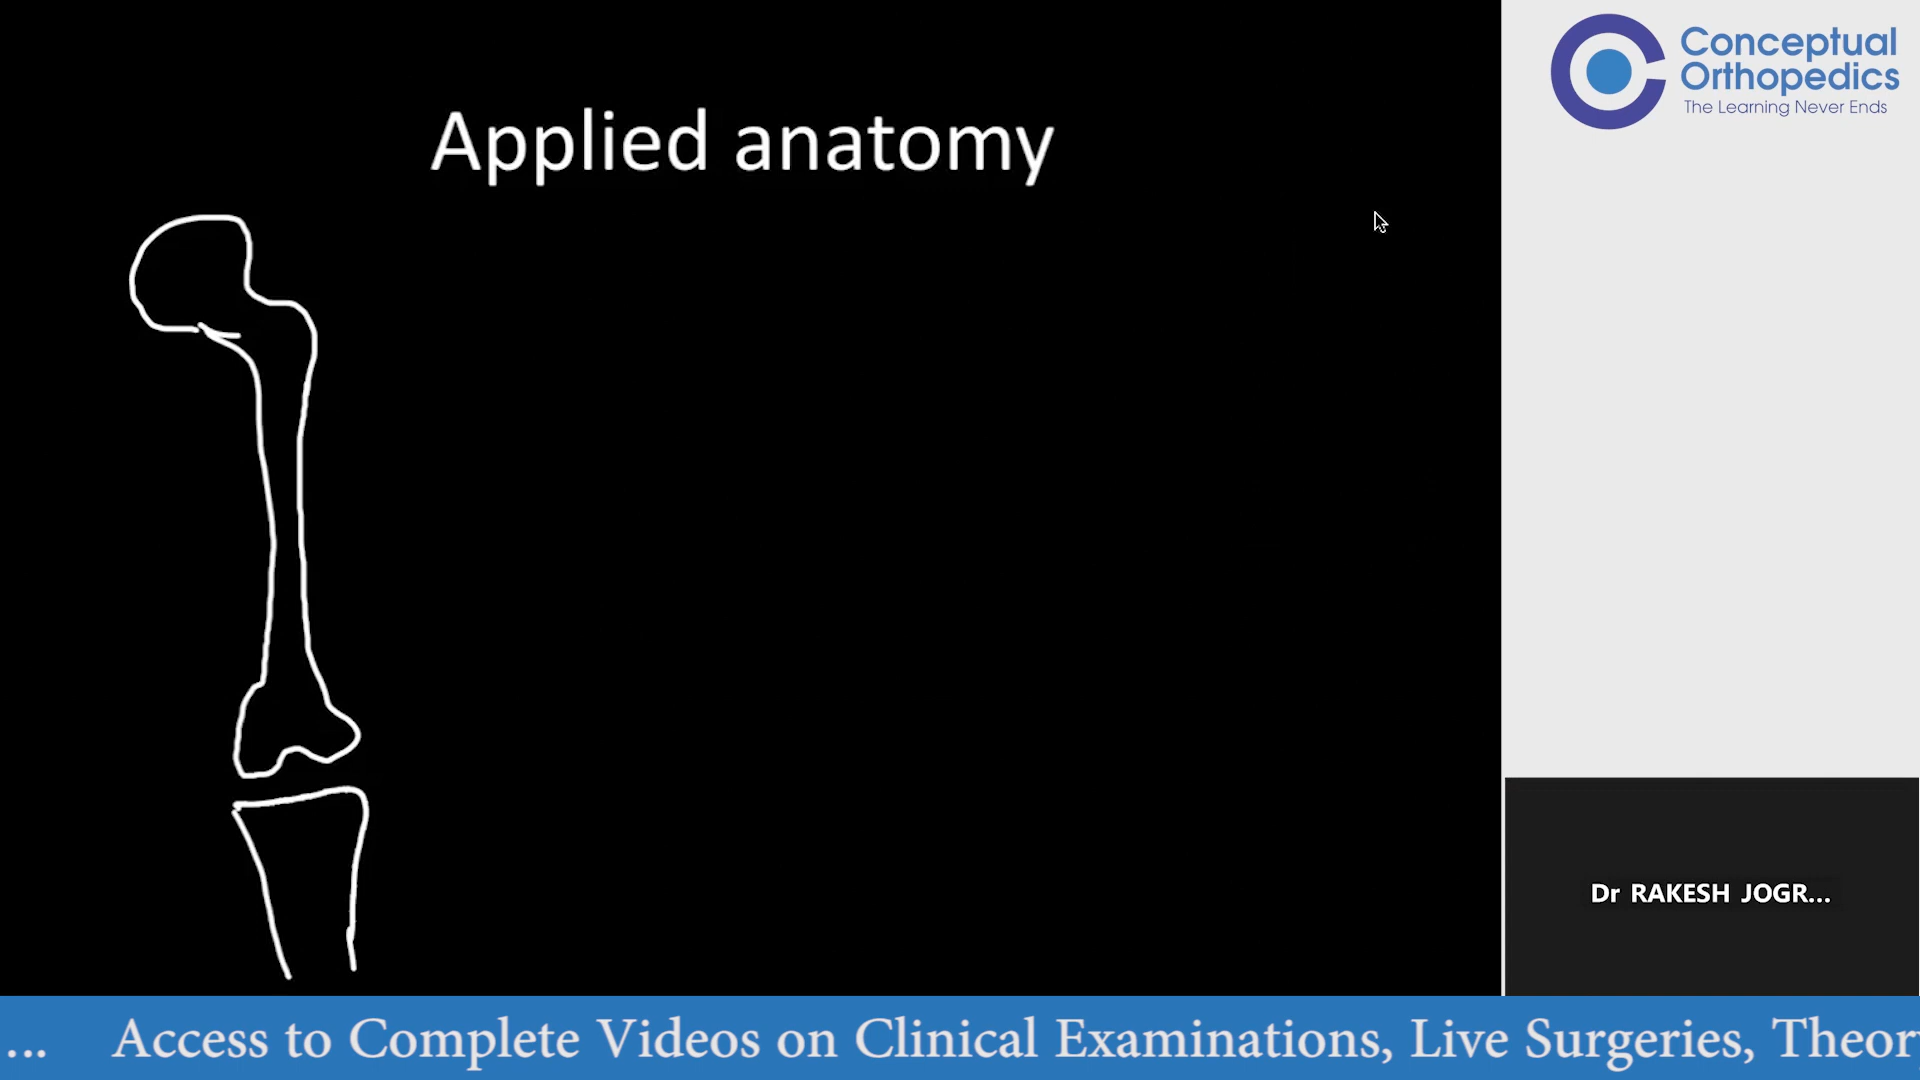 Applied anatomy
Conceptual
Orthopedics
The Learning Never Ends
Dr RAKESH JOGR...
... Access to Complete Videos on Clinical Examinations, Live Surgeries, Theor